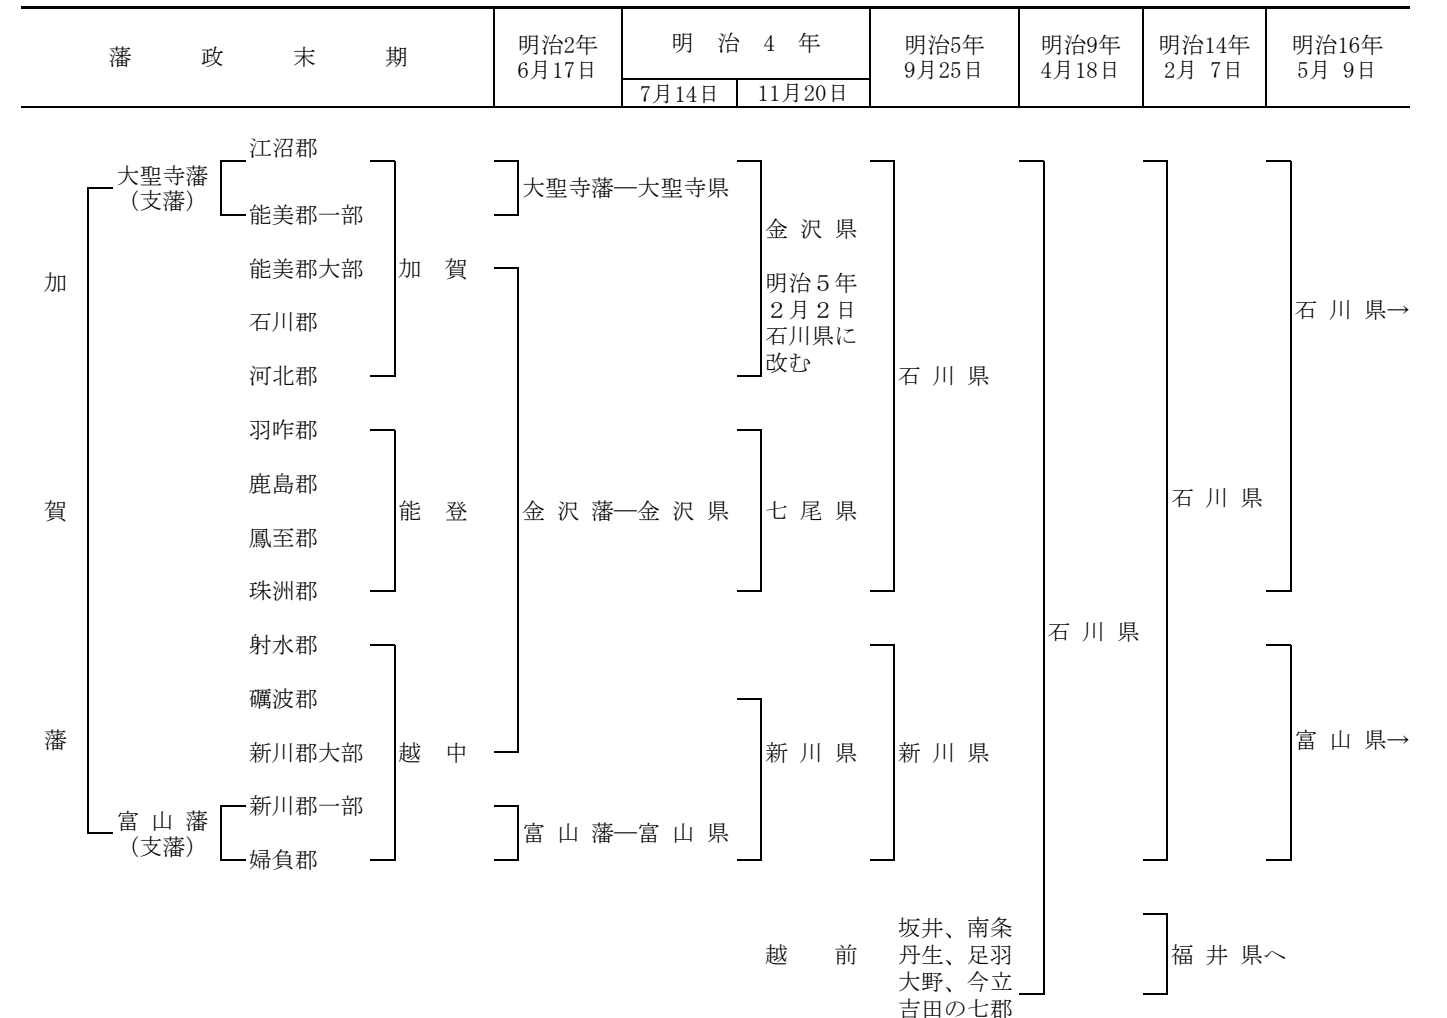 藩 政 末 期
明治2年
6月17日
明 治 4 年
7月14日
11月20日
明治5年
9月25日
明治9年
4月18日
明治14年
2月 7日
明治16年
5月 9日
加
賀
藩
大聖寺藩
（支藩）
富 山 藩
（支藩）
江沼郡
能美郡一部
能美郡大部
石川郡
河北郡
羽咋郡
鹿島郡
鳳至郡
珠洲郡
射水郡
礪波郡
新川郡大部
新川郡一部
婦負郡
加 賀
能 登
越 中
大聖寺藩―大聖寺県
金 沢 藩―金 沢 県
富 山 藩―富 山 県
金 沢 県
明治５年
２月２日
石川県に
改む
七 尾 県
新 川 県
越 前
石 川 県
新 川 県
坂井、南条
丹生、足羽
大野、今立
吉田の七郡
石 川 県
石 川 県
福 井 県へ
石 川 県→
富 山 県→